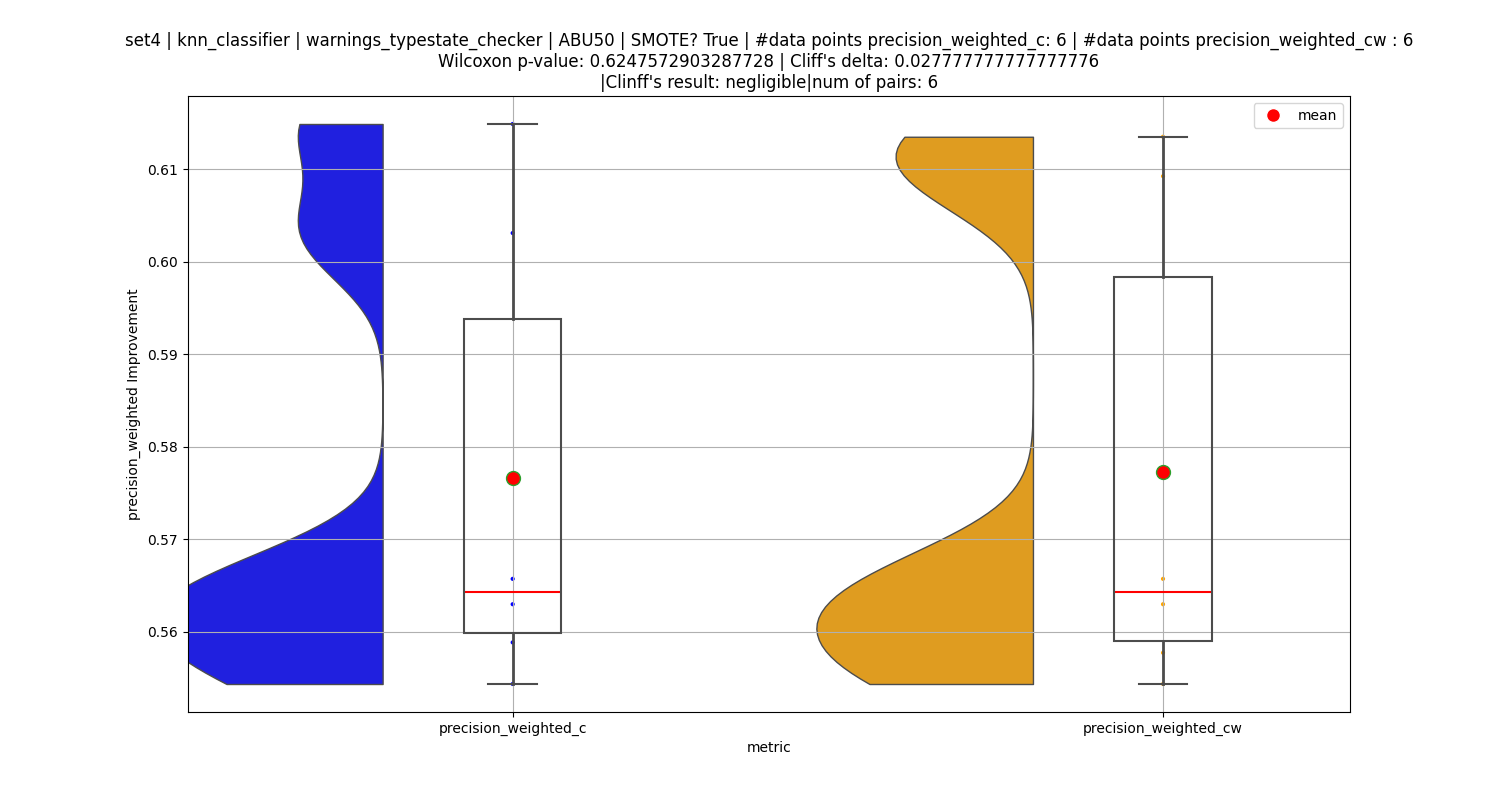 set4 | knn_classifier | warnings_typestate_checker | ABU50 | SMOTE? True | #data points precision_weighted_c: 6 | #data points precision_weighted_cw : 6
Wilcoxon p-value: 0.6247572903287728 | Cliff's delta: 0.027777777777777776
|Clinff's result: negligible|num of pairs: 6
mean
precision_weighted Improvement
0.61
0.60
0.59
0.58
0.57
0.56
precision_weighted_c
precision_weighted_cw
metric